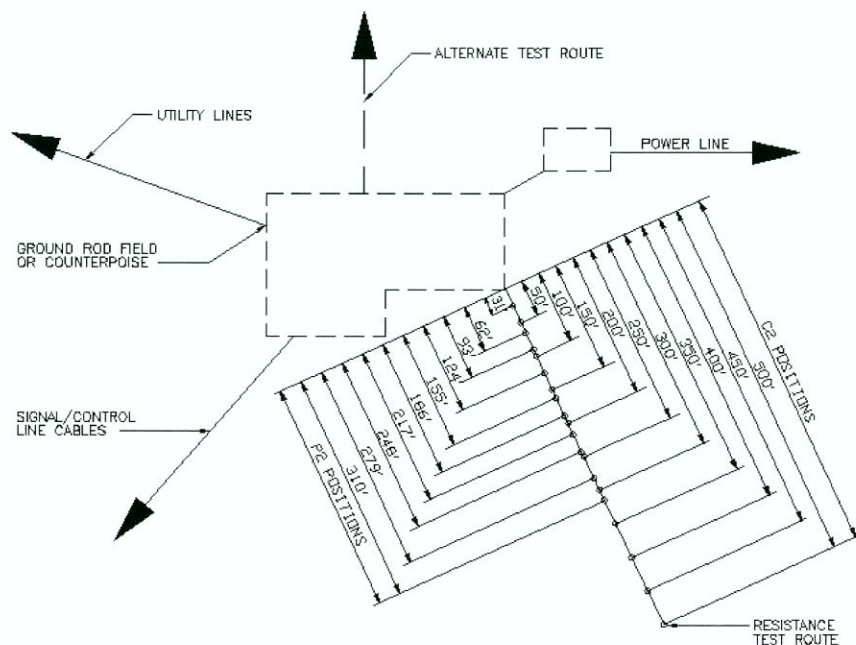 ALTERNATE TEST ROUTE
UTILITY LINES
POWER LINE
GROUND ROD FIELD
OR COUNTERPOISE
31'
62'
93'
124'
155'
186'
217'
248'
279'
310'
P2 POSITIONS
50'
100'
150'
200'
250'
300'
350'
400'
450'
500'
C2 POSITIONS
SIGNAL/CONTROL
LINE CABLES
RESISTANCE
TEST ROUTE